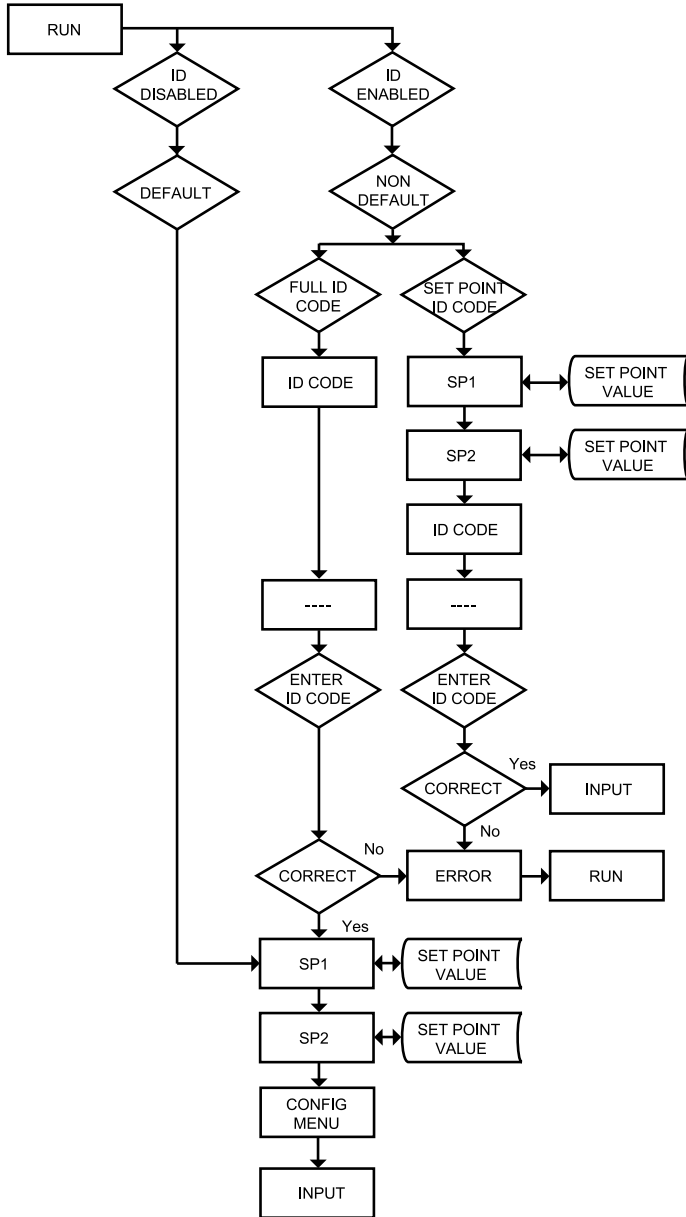 RUN
ID
DISABLED
ID
ENABLED
DEFAULT
NON
DEFAULT
FULL ID
CODE
SET POINT
ID CODE
ID CODE
SP1
SET POINT
VALUE
SP2
SET POINT
VALUE
ID CODE
----
----
ENTER
ID CODE
ENTER
ID CODE
CORRECT
Yes
INPUT
No
CORRECT
No
ERROR
RUN
Yes
SP1
SET POINT
VALUE
SP2
SET POINT
VALUE
CONFIG
MENU
INPUT